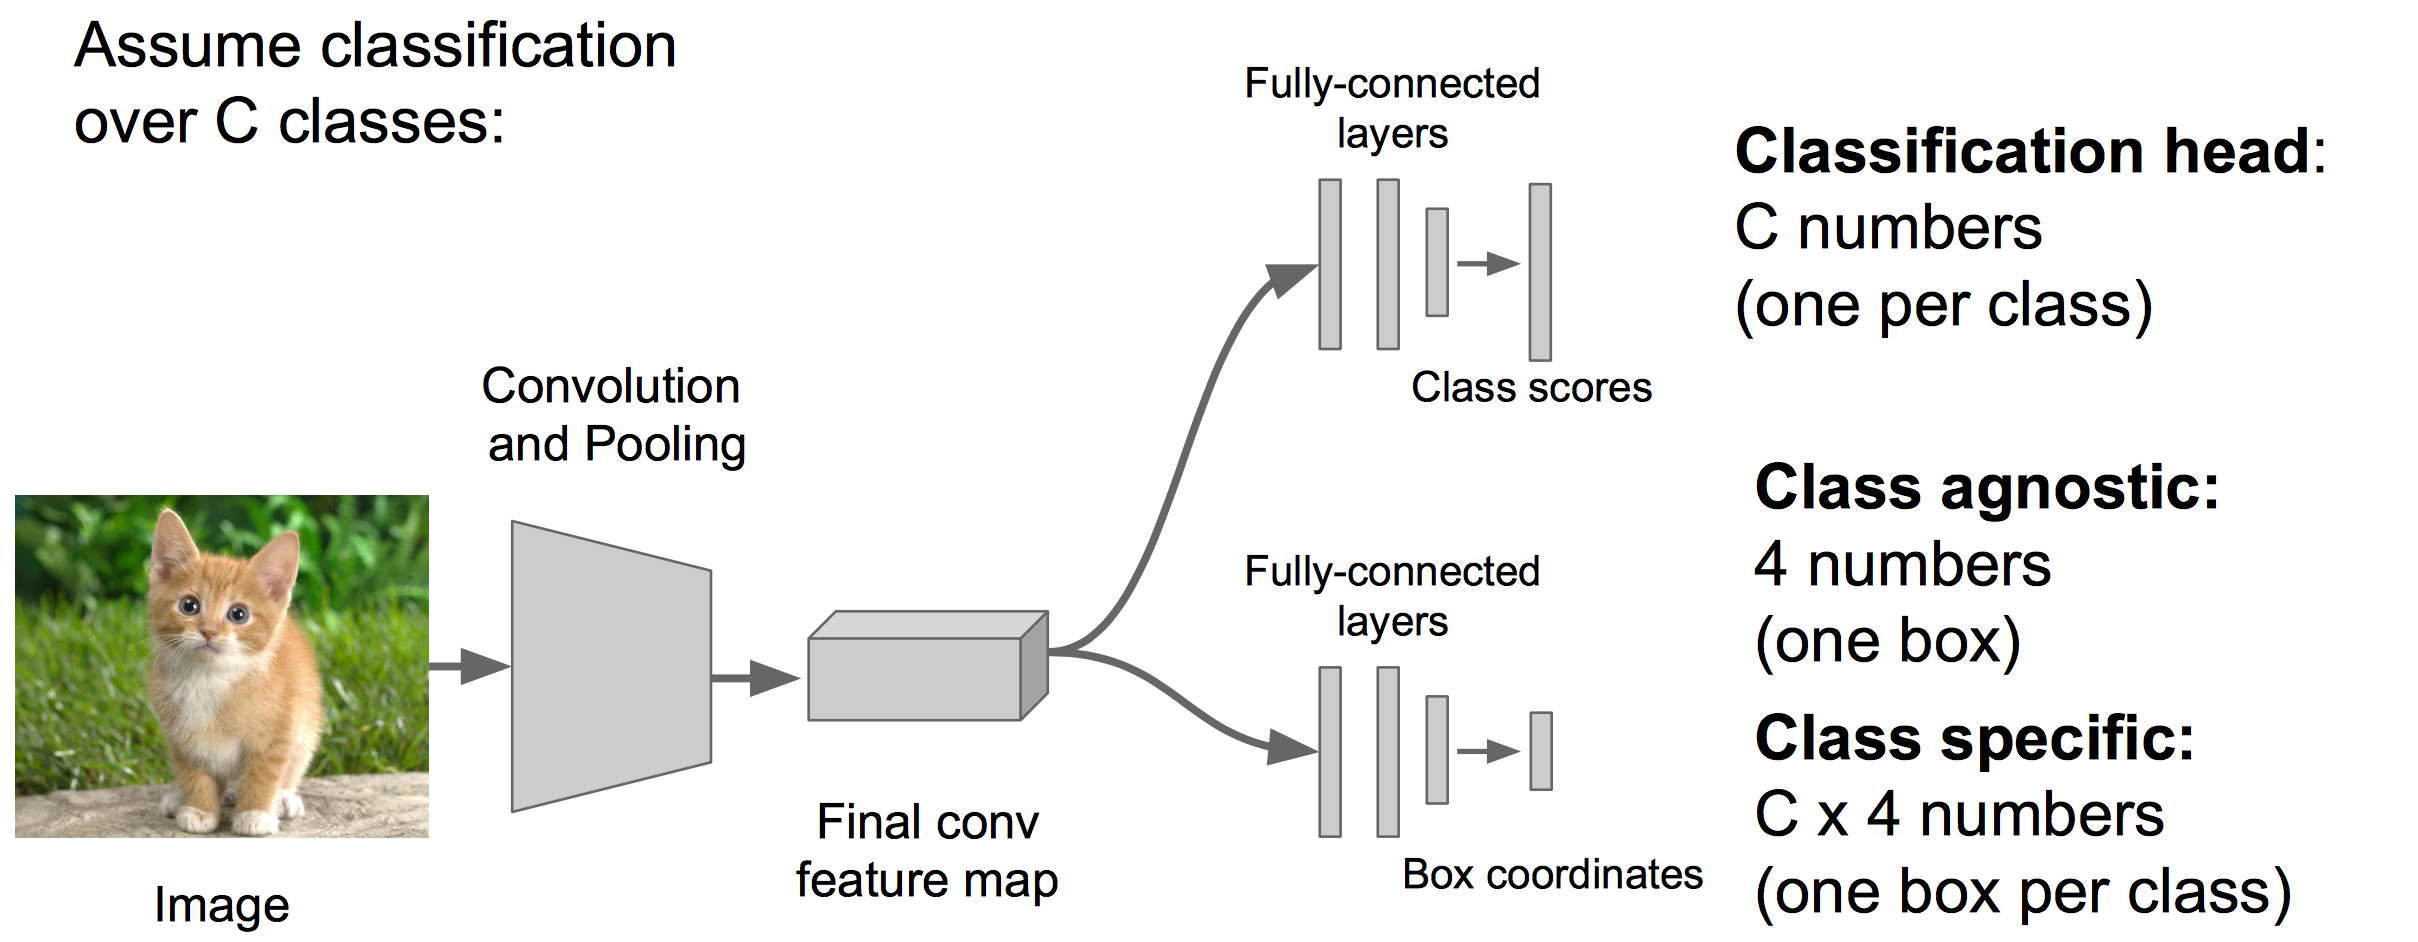 Assume classification
over C classes:
Fully-connected
layers
Classification head:
C numbers
(one per class)
Class scores
Convolution
and Pooling
Class agnostic:
4 numbers
(one box)
Fully-connected
layers
Class specific:
C x 4 numbers
(one box per class)
Final conv
feature map
Box coordinates
Image